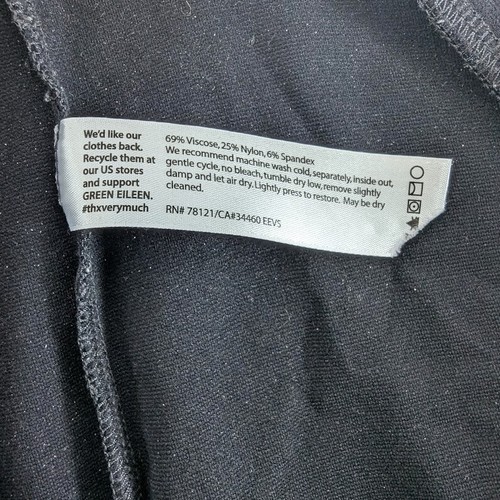 We'd like our
clothes back.
Recycle them at
our US stores
and support
GREEN EILEEN.
#thxverymuch
69% Viscose, 25% Nylon, 6% Spandex
We recommend machine wash cold, separately, inside out,
gentle cycle, no bleach, tumble dry low, remove slightly
damp and let air dry. Lightly press to restore. May be dry
cleaned.
RN# 78121/CA#34460 EEVS